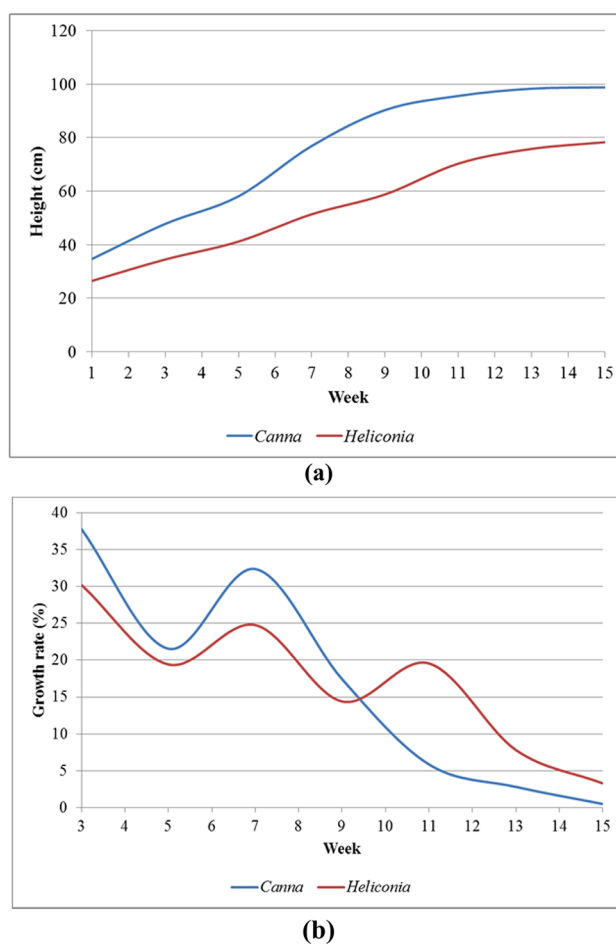 120
100
80
60
40
20
0
Height (cm)
1 2 3 4 5 6 7 8 9 10 11 12 13 14 15
Week
Canna Heliconia
(a)
40
35
30
25
20
15
10
5
0
Growth rate (%)
3 4 5 6 7 8 9 10 11 12 13 14 15
Week
Canna Heliconia
(b)